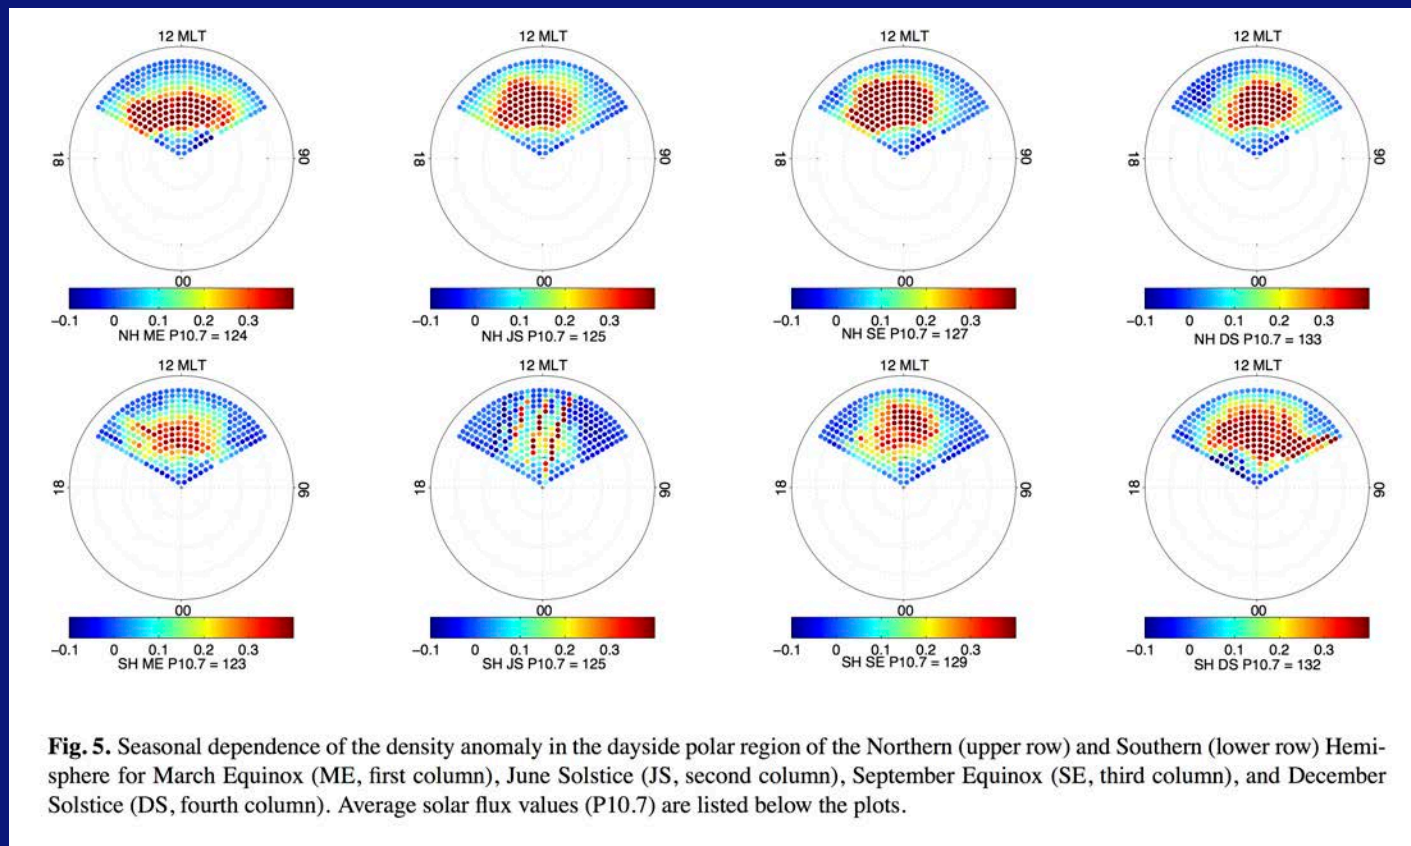 12 MLT
12 MLT
12 MLT
12 MLT
18
06
18
06
18
06
18
06
00
00
00
00
−0.1 0 0.1 0.2 0.3
−0.1 0 0.1 0.2 0.3
−0.1 0 0.1 0.2 0.3
−0.1 0 0.1 0.2 0.3
NH ME P10.7 = 124
NH JS P10.7 = 125
NH SE P10.7 = 127
NH DS P10.7 = 133
12 MLT
12 MLT
12 MLT
12 MLT
18
06
18
06
18
06
18
06
00
00
00
00
−0.1 0 0.1 0.2 0.3
−0.1 0 0.1 0.2 0.3
−0.1 0 0.1 0.2 0.3
−0.1 0 0.1 0.2 0.3
SH ME P10.7 = 123
SH JS P10.7 = 125
SH SE P10.7 = 129
SH DS P10.7 = 132
Fig. 5. Seasonal dependence of the density anomaly in the dayside polar region of the Northern (upper row) and Southern (lower row) Hemi-
sphere for March Equinox (ME, first column), June Solstice (JS, second column), September Equinox (SE, third column), and December
Solstice (DS, fourth column). Average solar flux values (P10.7) are listed below the plots.